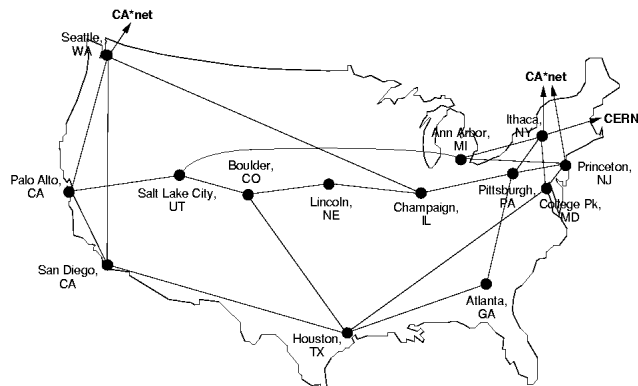 CA*net
Seattle,
WA
CA*net
Ithaca,
NY
CERN
Ann Arbor,
MI
Boulder,
CO
Palo Alto,
CA
Salt Lake City,
UT
Lincoln,
NE
Champaign,
IL
Pittsburgh,
PA
Princeton,
NJ
College Pk,
MD
San Diego,
CA
Atlanta,
GA
Houston,
TX